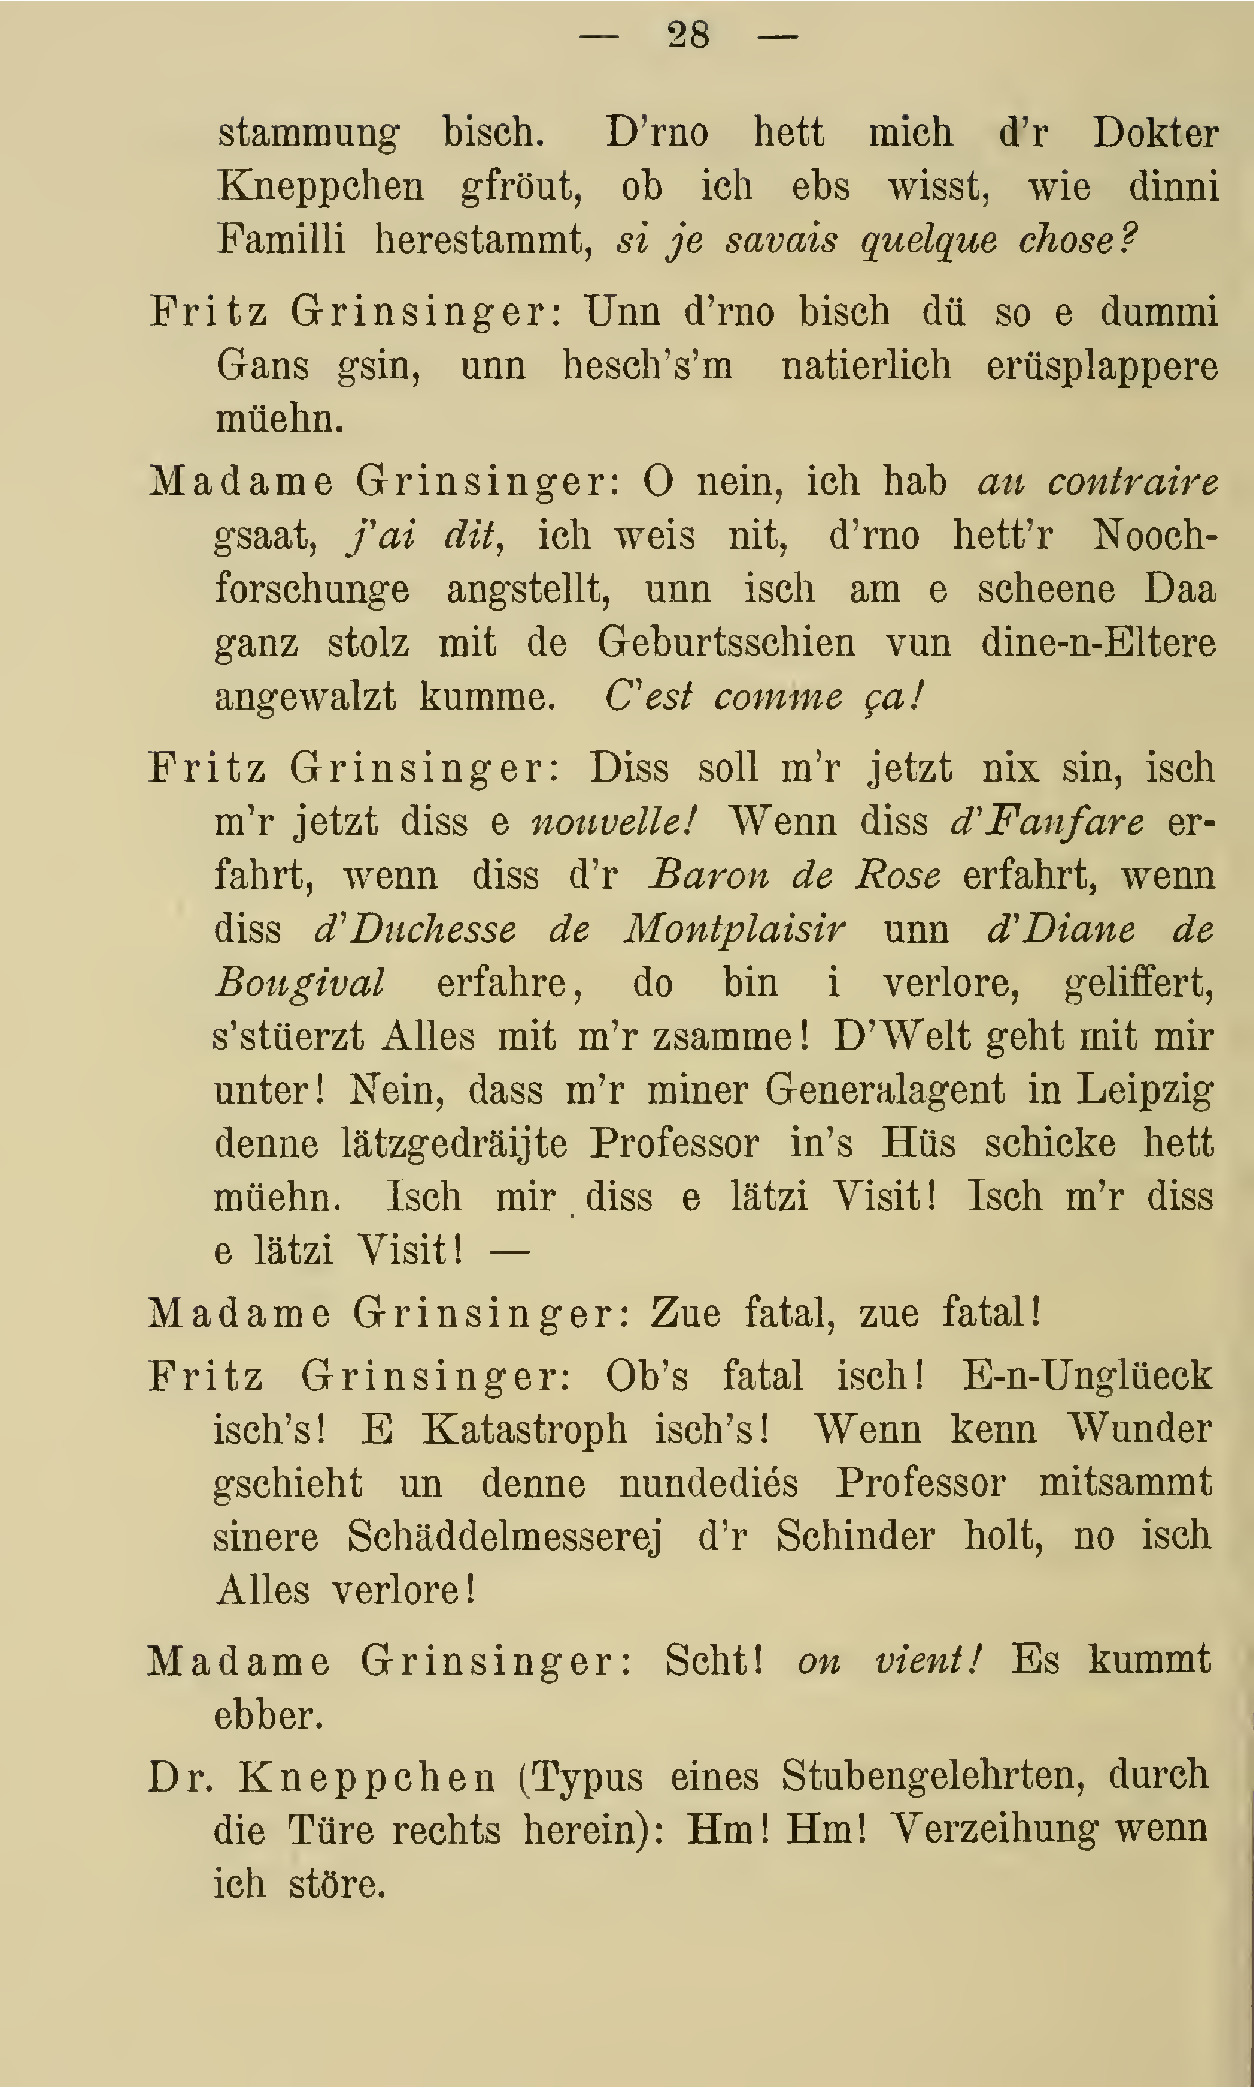 — 28 —
stammung bisch. D'rno hett mich d'r Dokter
Kneppchen gfröut, ob ich ebs wisst, wie dinni
Familli herestammt, si je savais quelque chose?
Fritz Grinsinger: Unn d'rno bisch dü so e dummi
Gans gsin, unn hesch's'm natierlich erüsplappere
müehn.
Madame Grinsinger: O nein, ich hab au contraire
gsaat, j'ai dit, ich weis nit, d'rno hett'r Nooch-
forschunge angstellt, unn isch am e scheene Daa
ganz stolz mit de Geburtsschien vun dine-n-Eltere
angewalzt kumme. C'est comme ça!
Fritz Grinsinger: Diss soll m'r jetzt nix sin, isch
m'r jetzt diss e nouvelle! Wenn diss d'Fanfare er-
fahrt, wenn diss d'r Baron de Rose erfahrt, wenn
diss d'Duchesse de Montplaisir unn d'Diane de
Bougival erfahre, do bin i verlore, geliffert,
s'stüerzt Alles mit m'r zsamme! D'Welt geht mit mir
unter! Nein, dass m'r miner Generalagent in Leipzig
denne lätzgedräijte Professor in's Hüs schicke hett
müehn. Isch mir diss e lätzi Visit! Isch m'r diss
e lätzi Visit! —
Madame Grinsinger: Zue fatal, zue fatal!
Fritz Grinsinger: Ob's fatal isch! E-n-Unglüeck
isch's! E Katastroph isch's! Wenn kenn Wunder
gschieht un denne nundediés Professor mitsammt
sinere Schäddelmesserej d'r Schinder holt, no isch
Alles verlore!
Madame Grinsinger: Scht! on vient! Es kummt
ebber.
Dr. Kneppchen (Typus eines Stubengelehrten, durch
die Türe rechts herein): Hm! Hm! Verzeihung wenn
ich störe.